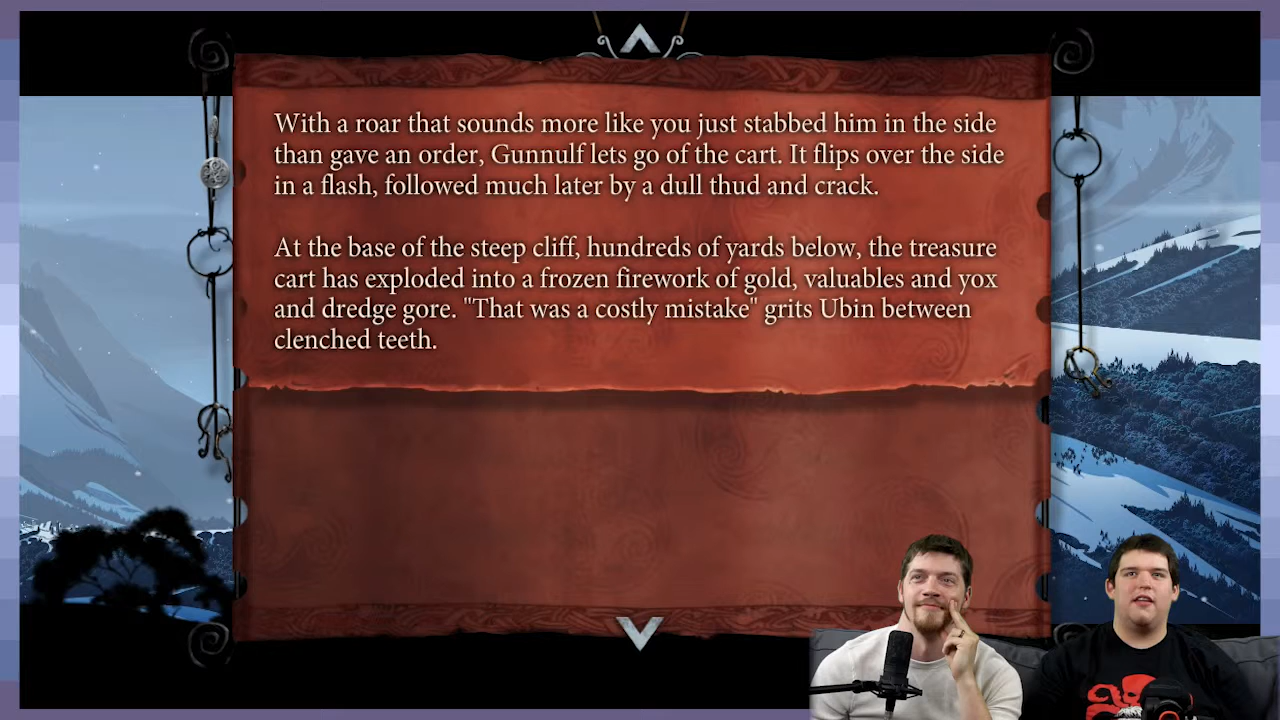 With a roar that sounds more like you just stabbed him in the side
than gave an order, Gunnulf lets go of the cart. It flips over the side
in a flash, followed much later by a dull thud and crack.
At the base of the steep cliff, hundreds of yards below, the treasure
cart has exploded into a frozen firework of gold, valuables and yox
and dredge gore. "That was a costly mistake" grits Ubin between
clenched teeth.